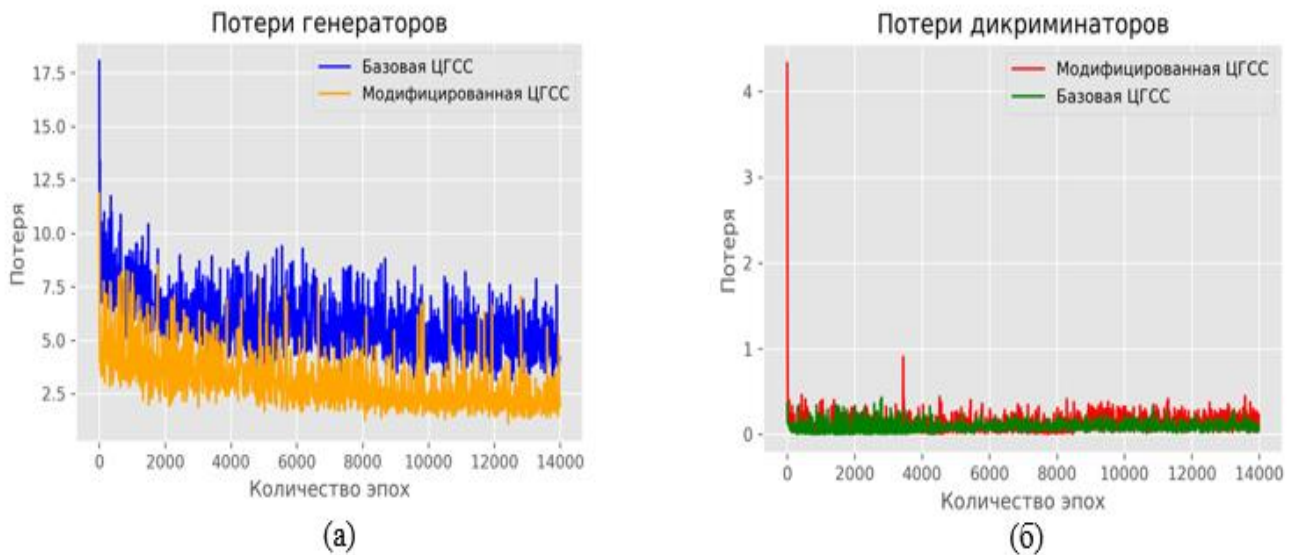 Потери генераторов
Базовая ЦГСС
Модифицированная ЦГСС
17.5
15.0
12.5
10.0
7.5
5.0
2.5
Потеря
0 2000 4000 6000 8000 10000 12000 14000
Количество эпох
(а)
Потери дикриминаторов
Модифицированная ЦГСС
Базовая ЦГСС
4
3
2
1
0
Потеря
0 2000 4000 6000 8000 10000 12000 14000
Количество эпох
(б)